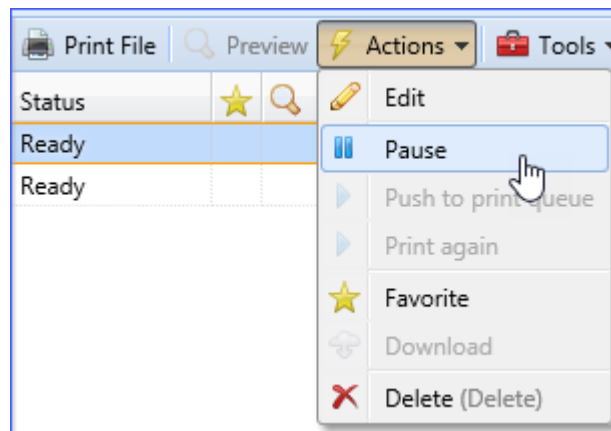 Print File Preview Actions Tools
Status
Ready
Ready
Edit
Pause
Push to print queue
Print again
Favorite
Download
Delete (Delete)